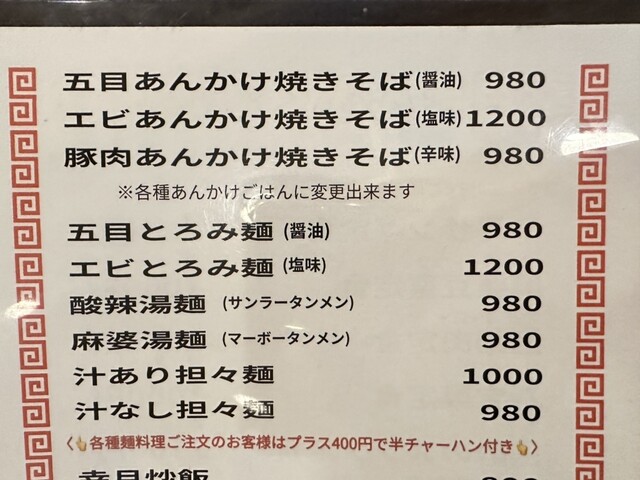 五目あんかけ焼きそば(醤油) 980
エビあんかけ焼きそば(塩味) 1200
豚肉あんかけ焼きそば(辛味) 980
※各種あんかけごはんに変更出来ます
五目とろみ麺(醤油) 980
エビとろみ麺(塩味) 1200
酸辣湯麺(サンラータンメン) 980
麻婆湯麺(マーボータンメン) 980
汁あり担々麺 1000
汁なし担々麺 980
〈👆各種麺料理ご注文のお客様はプラス400円で半チャーハン付き👆〉